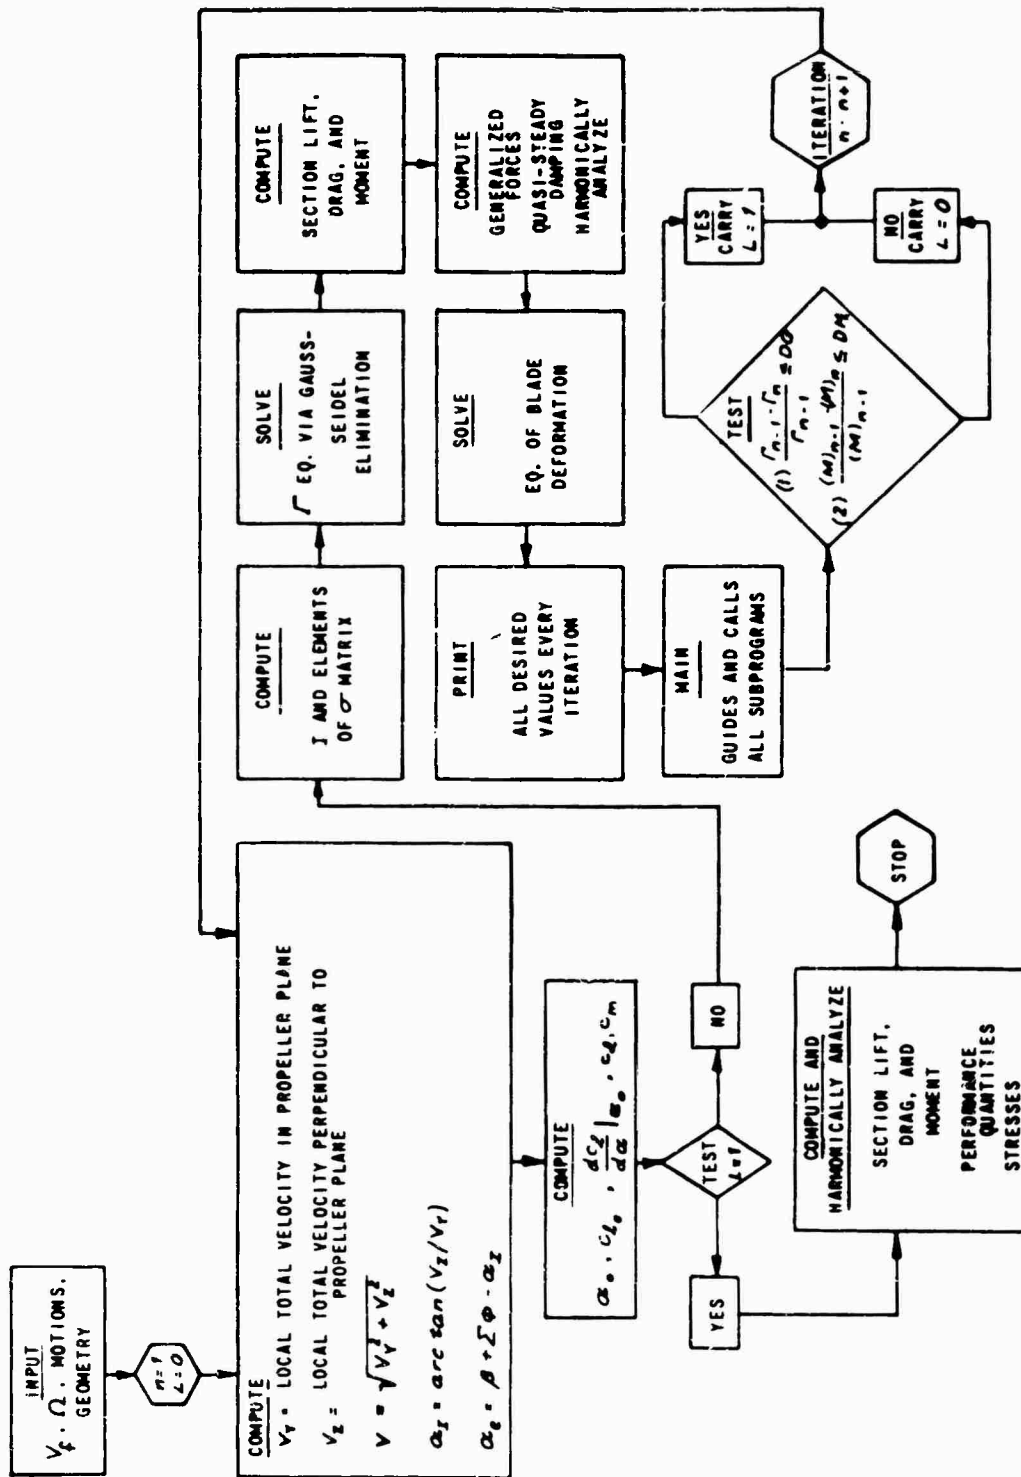 INPUT
V_f, Ω, MOTIONS,
GEOMETRY
n=1
L=0
COMPUTE
V_Y = LOCAL TOTAL VELOCITY IN PROPELLER PLANE
V_Z = LOCAL TOTAL VELOCITY PERPENDICULAR TO
PROPELLER PLANE
V = √(V_Y² + V_Z²)
α_I = arc tan (V_Z/V_Y)
α_e = β + Σφ - α_I
COMPUTE
α_o, c_l_o, dc_l/dα|α_o, c_d, c_m
TEST
L=1
YES
NO
COMPUTE AND
HARMONICALLY ANALYZE
SECTION LIFT,
DRAG, AND
MOMENT
PERFORMANCE
QUANTITIES
STRESSES
STOP
COMPUTE
I AND ELEMENTS
OF σ MATRIX
SOLVE
Γ EQ. VIA GAUSS-
SEIDEL
ELIMINATION
COMPUTE
SECTION LIFT,
DRAG, AND
MOMENT
COMPUTE
GENERALIZED
FORCES
QUASI-STEADY
DAMPING
HARMONICALLY
ANALYZE
SOLVE
EQ. OF BLADE
DEFORMATION
PRINT
ALL DESIRED
VALUES EVERY
ITERATION
MAIN
GUIDES AND CALLS
ALL SUBPROGRAMS
TEST
(1) Γ_n-1 - Γ_n / Γ_n-1 ≤ DG
(2) (M)_n-1 - (M)_n / (M)_n-1 ≤ DM
YES
CARRY
L = 1
NO
CARRY
L = 0
ITERATION
n = n+1